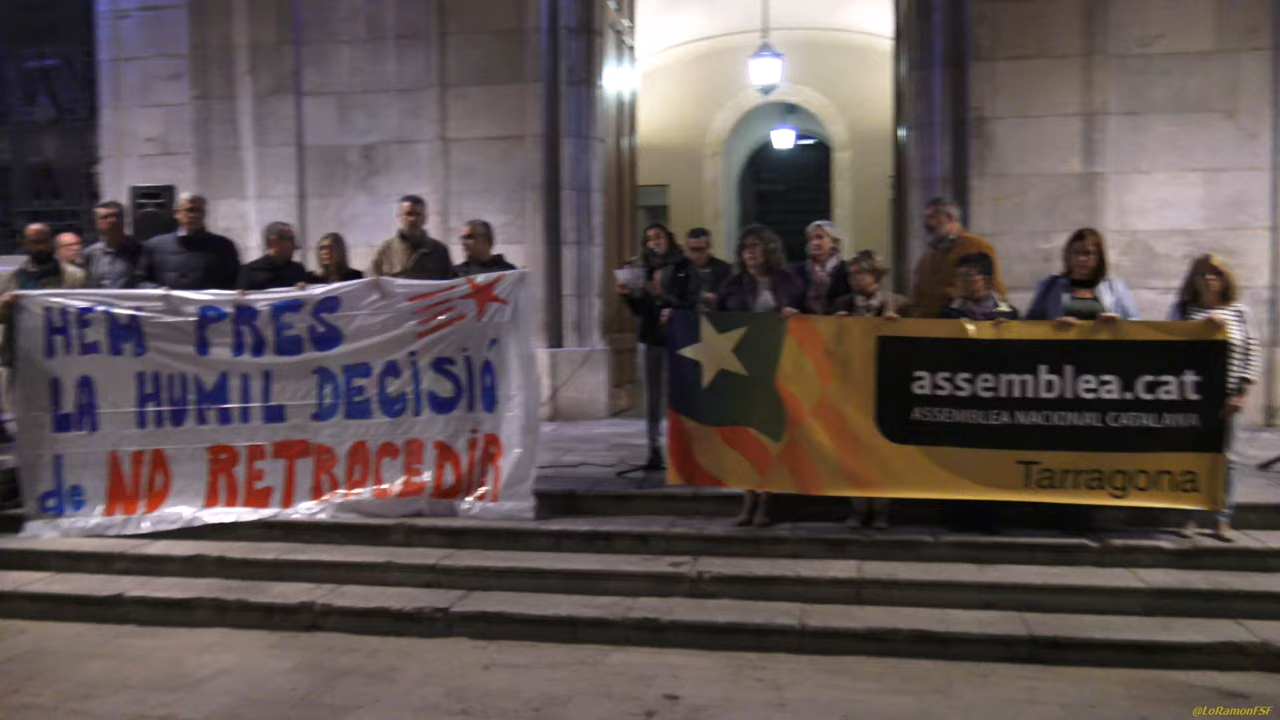 HEM PRES
LA HUMIL DECISIÓ
de NO RETROCEDIR
assemblea.cat
ASSEMBLEA NACIONAL CATALANA
Tarragona
@LoRamonFSF